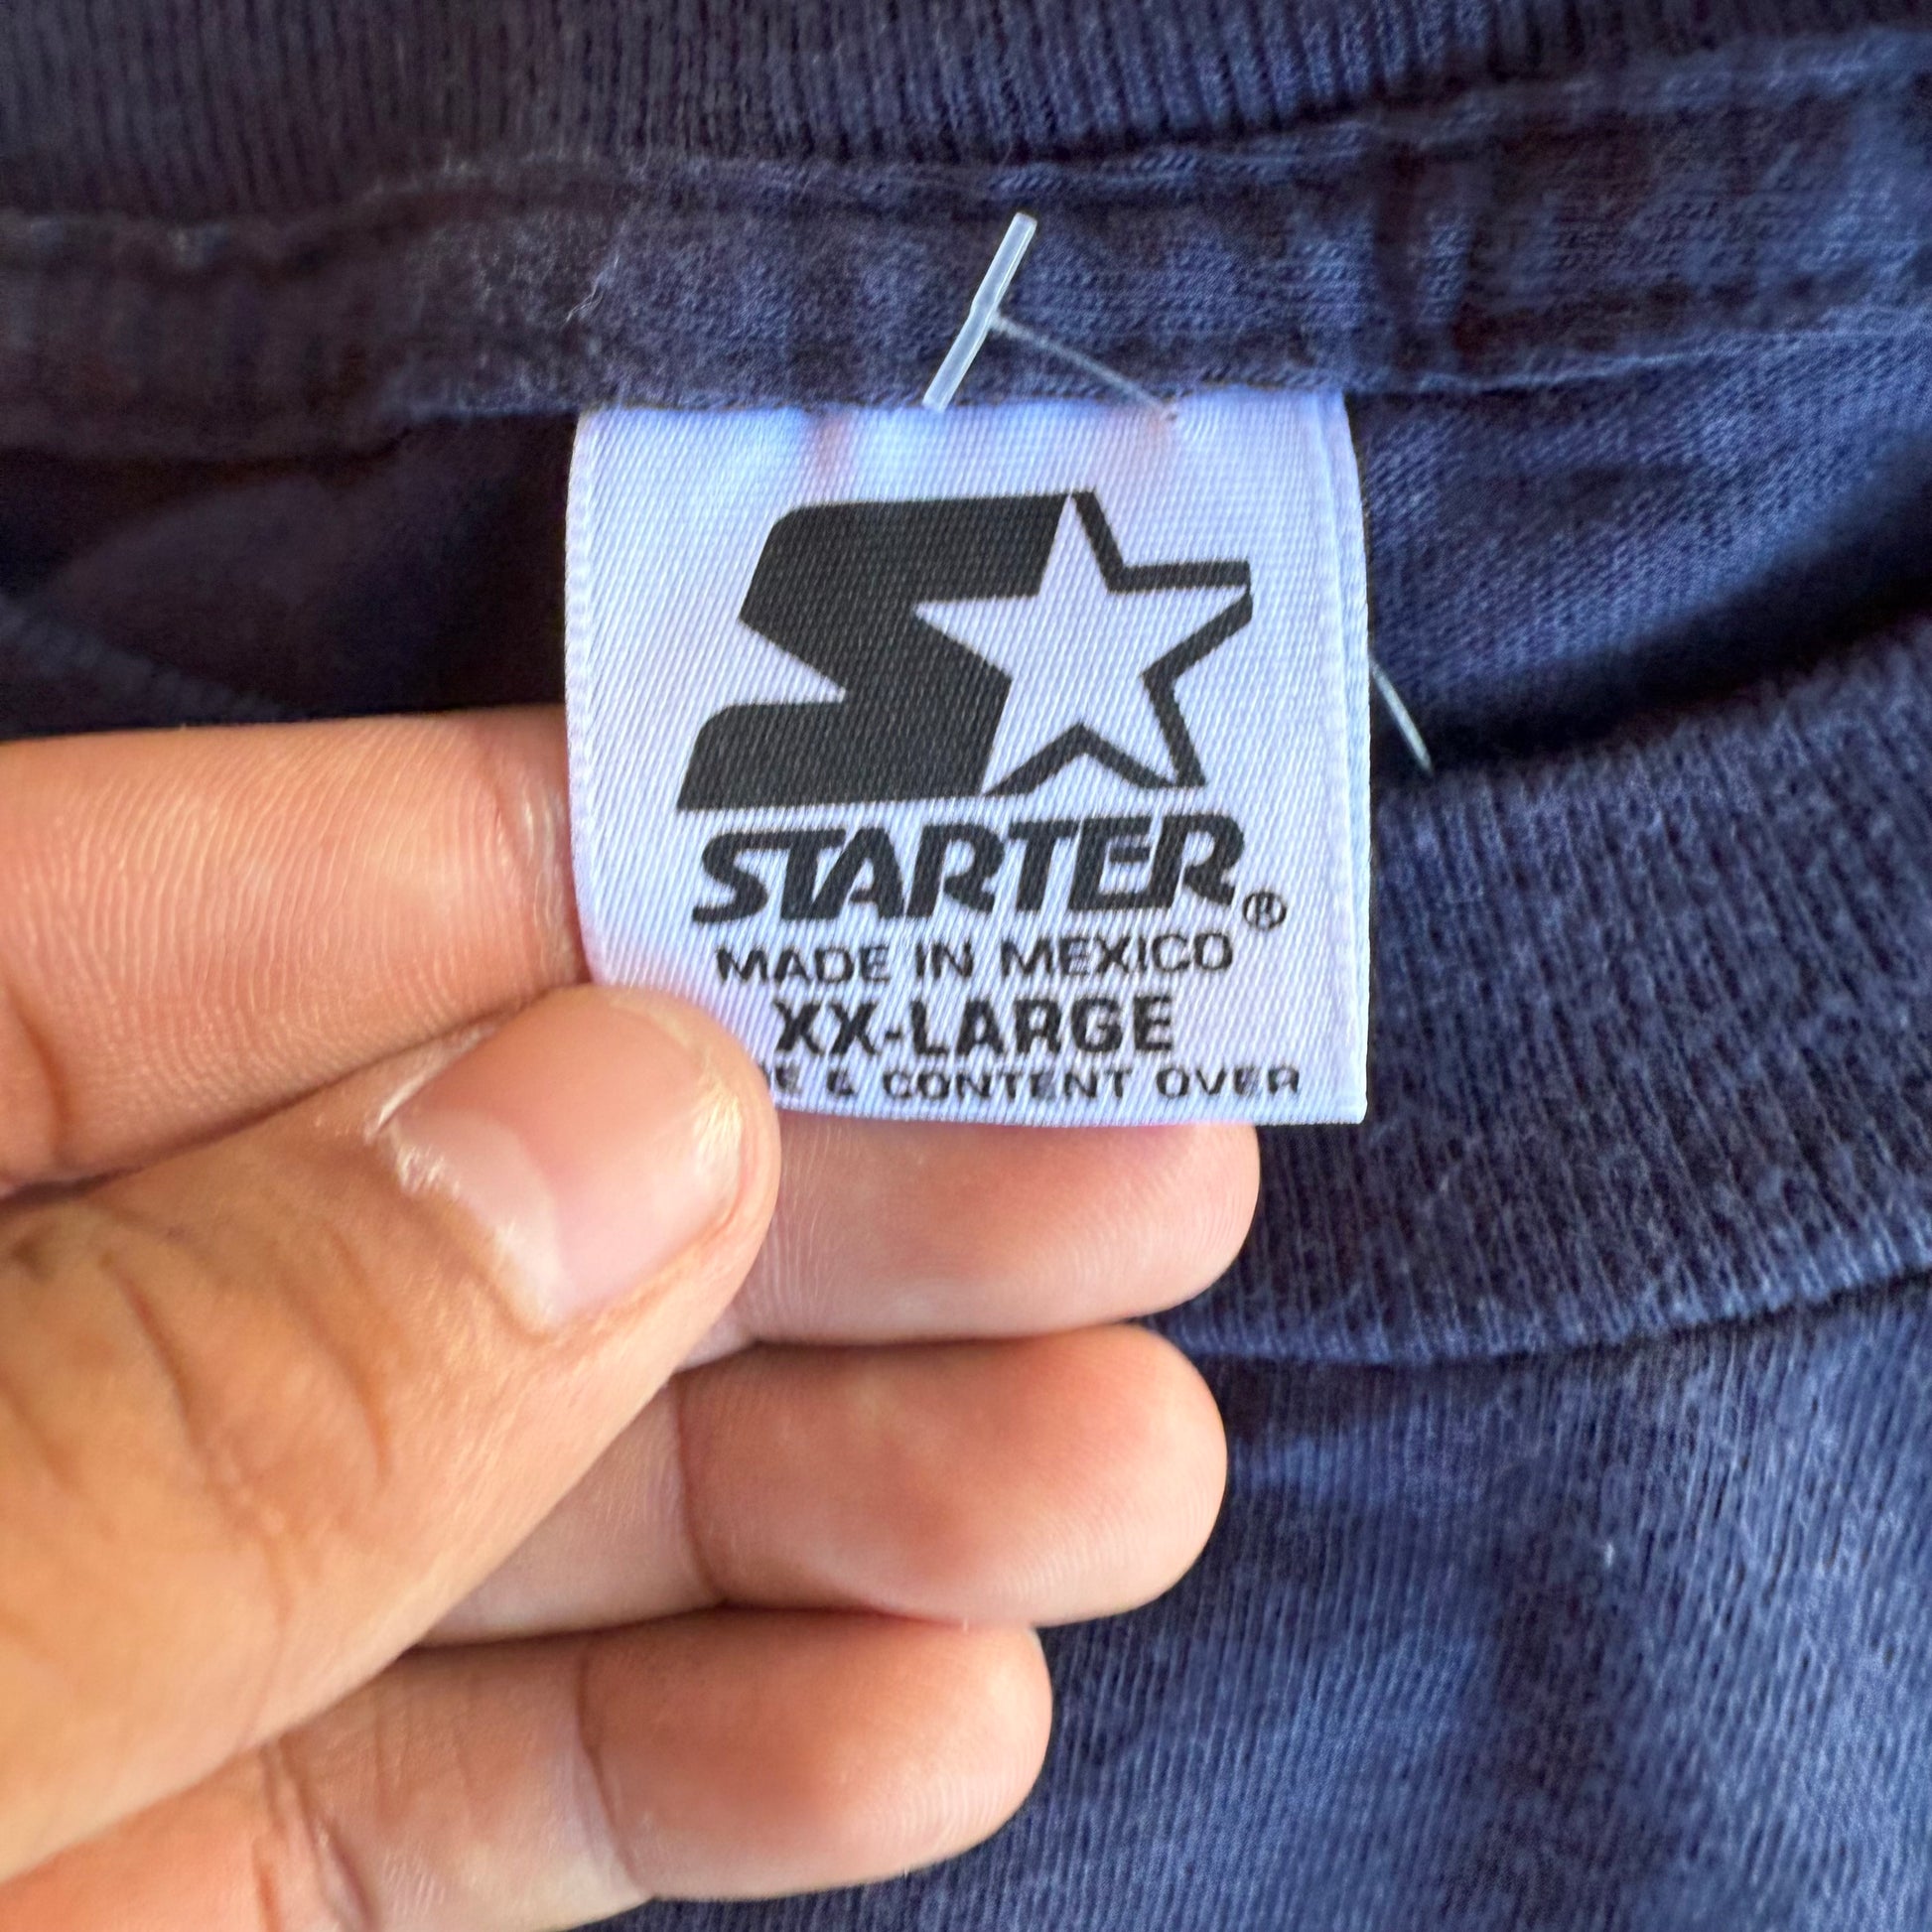 STARTER®
MADE IN MEXICO
XX-LARGE
& CONTENT OVER